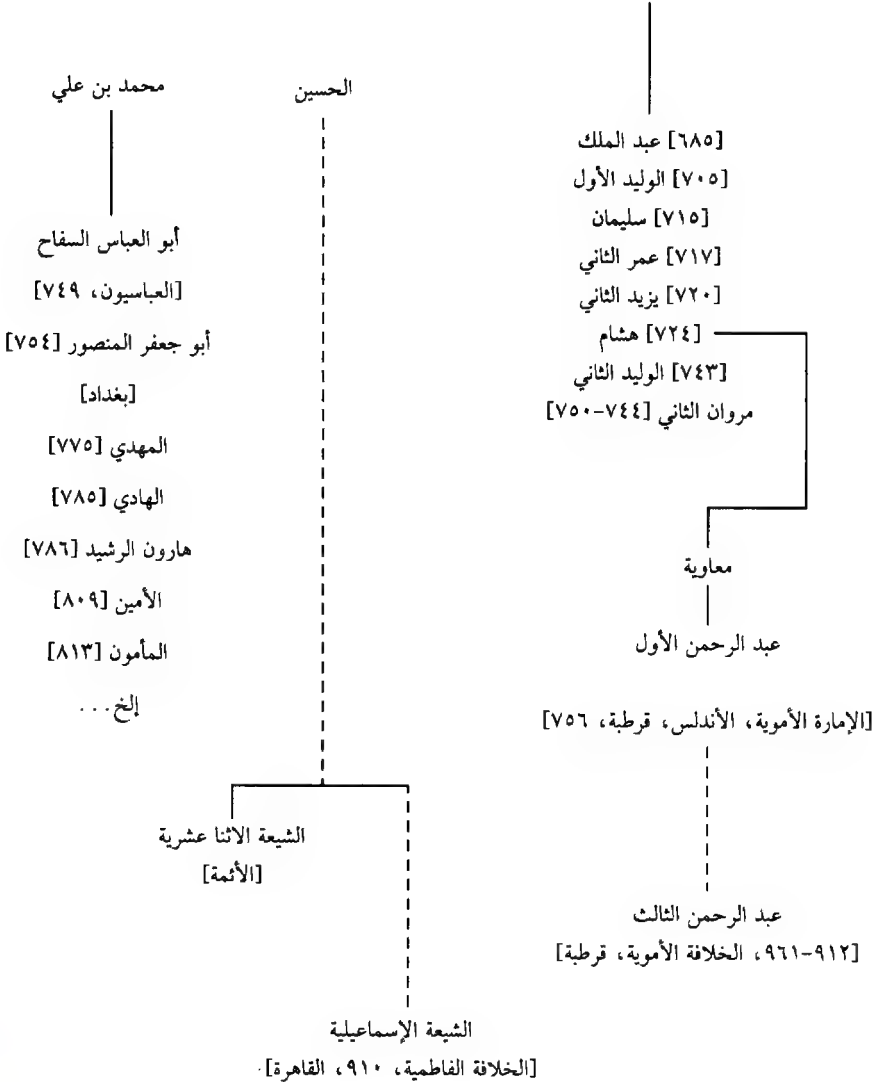 [٦٨٥] عبد الملك
[٧٠٥] الوليد الأول
[٧١٥] سليمان
[٧١٧] عمر الثاني
[٧٢٠] يزيد الثاني
[٧٢٤] هشام
[٧٤٣] الوليد الثاني
مروان الثاني [٧٤٤-٧٥٠]
معاوية
عبد الرحمن الأول
[الإمارة الأموية، الأندلس، قرطبة، ٧٥٦]
عبد الرحمن الثالث
[٩١٢-٩٦١، الخلافة الأموية، قرطبة]
الحسين
الشيعة الاثنا عشرية
[الأئمة]
الشيعة الإسماعيلية
[الخلافة الفاطمية، ٩١٠، القاهرة].
محمد بن علي
أبو العباس السفاح
[العباسيون، ٧٤٩]
أبو جعفر المنصور [٧٥٤]
[بغداد]
المهدي [٧٧٥]
الهادي [٧٨٥]
هارون الرشيد [٧٨٦]
الأمين [٨٠٩]
المأمون [٨١٣]
إلخ...